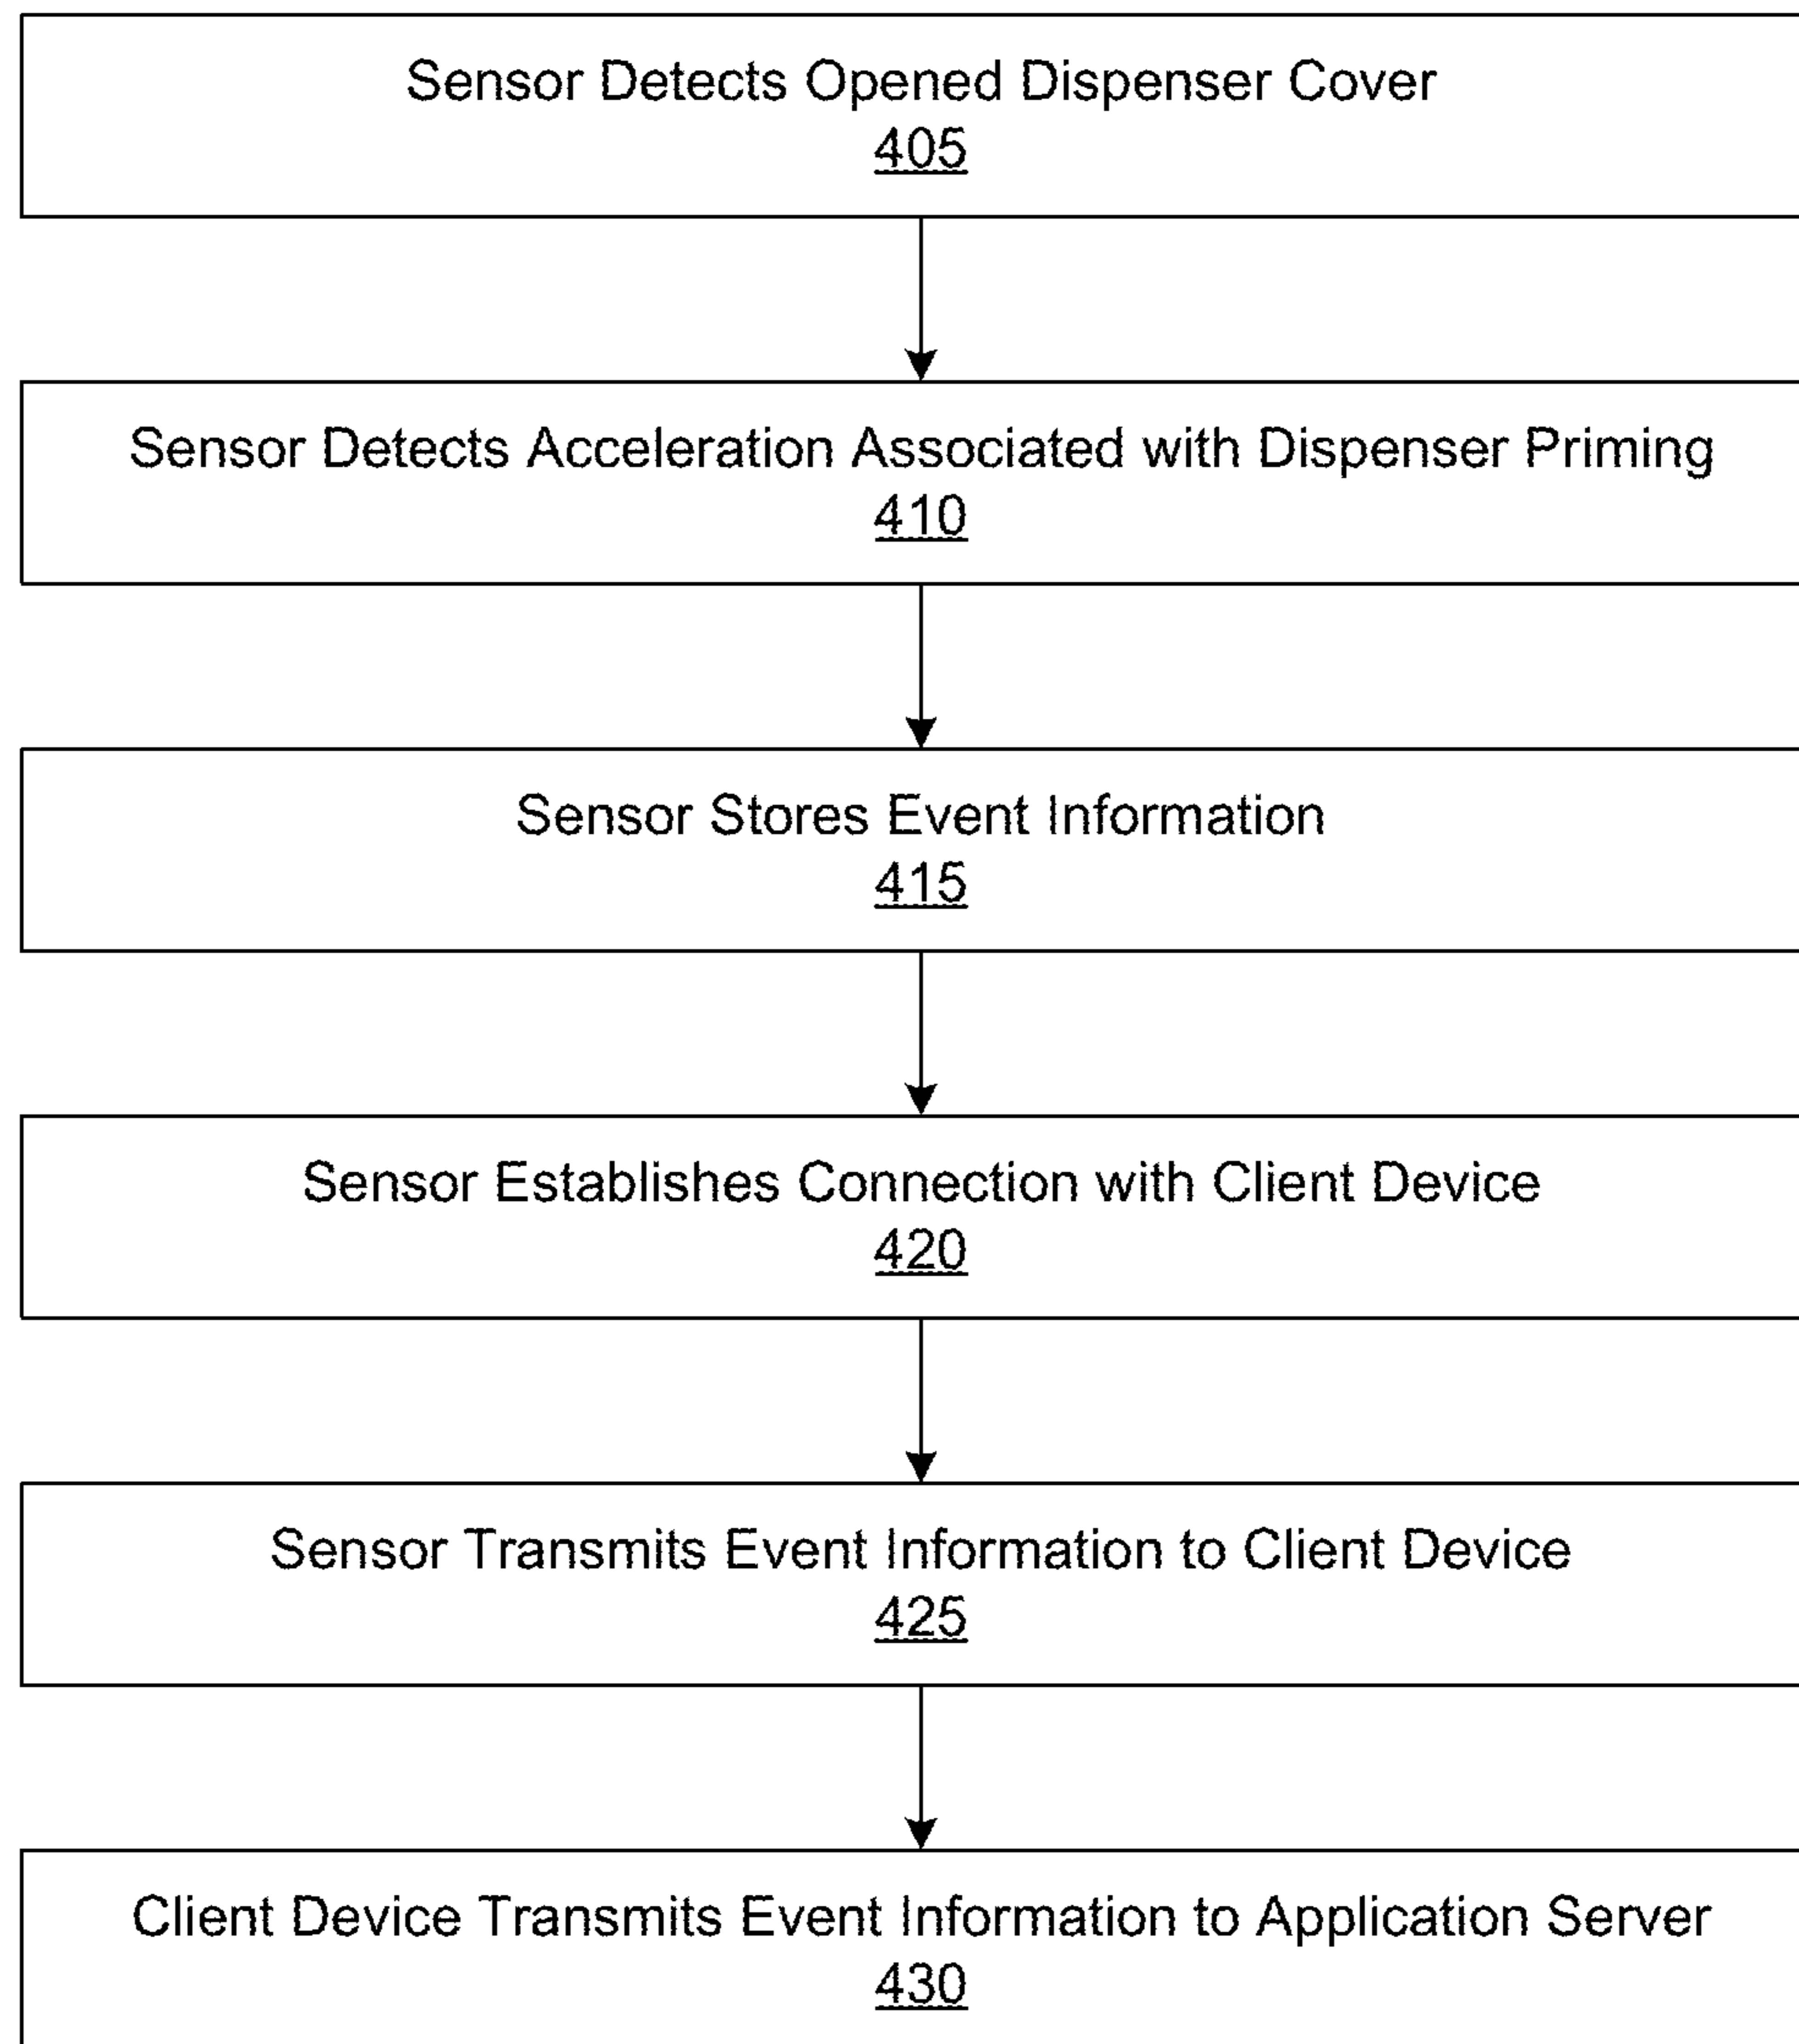 Sensor Detects Opened Dispenser Cover
405
Sensor Detects Acceleration Associated with Dispenser Priming
410
Sensor Stores Event Information
415
Sensor Establishes Connection with Client Device
420
Sensor Transmits Event Information to Client Device
425
Client Device Transmits Event Information to Application Server
430